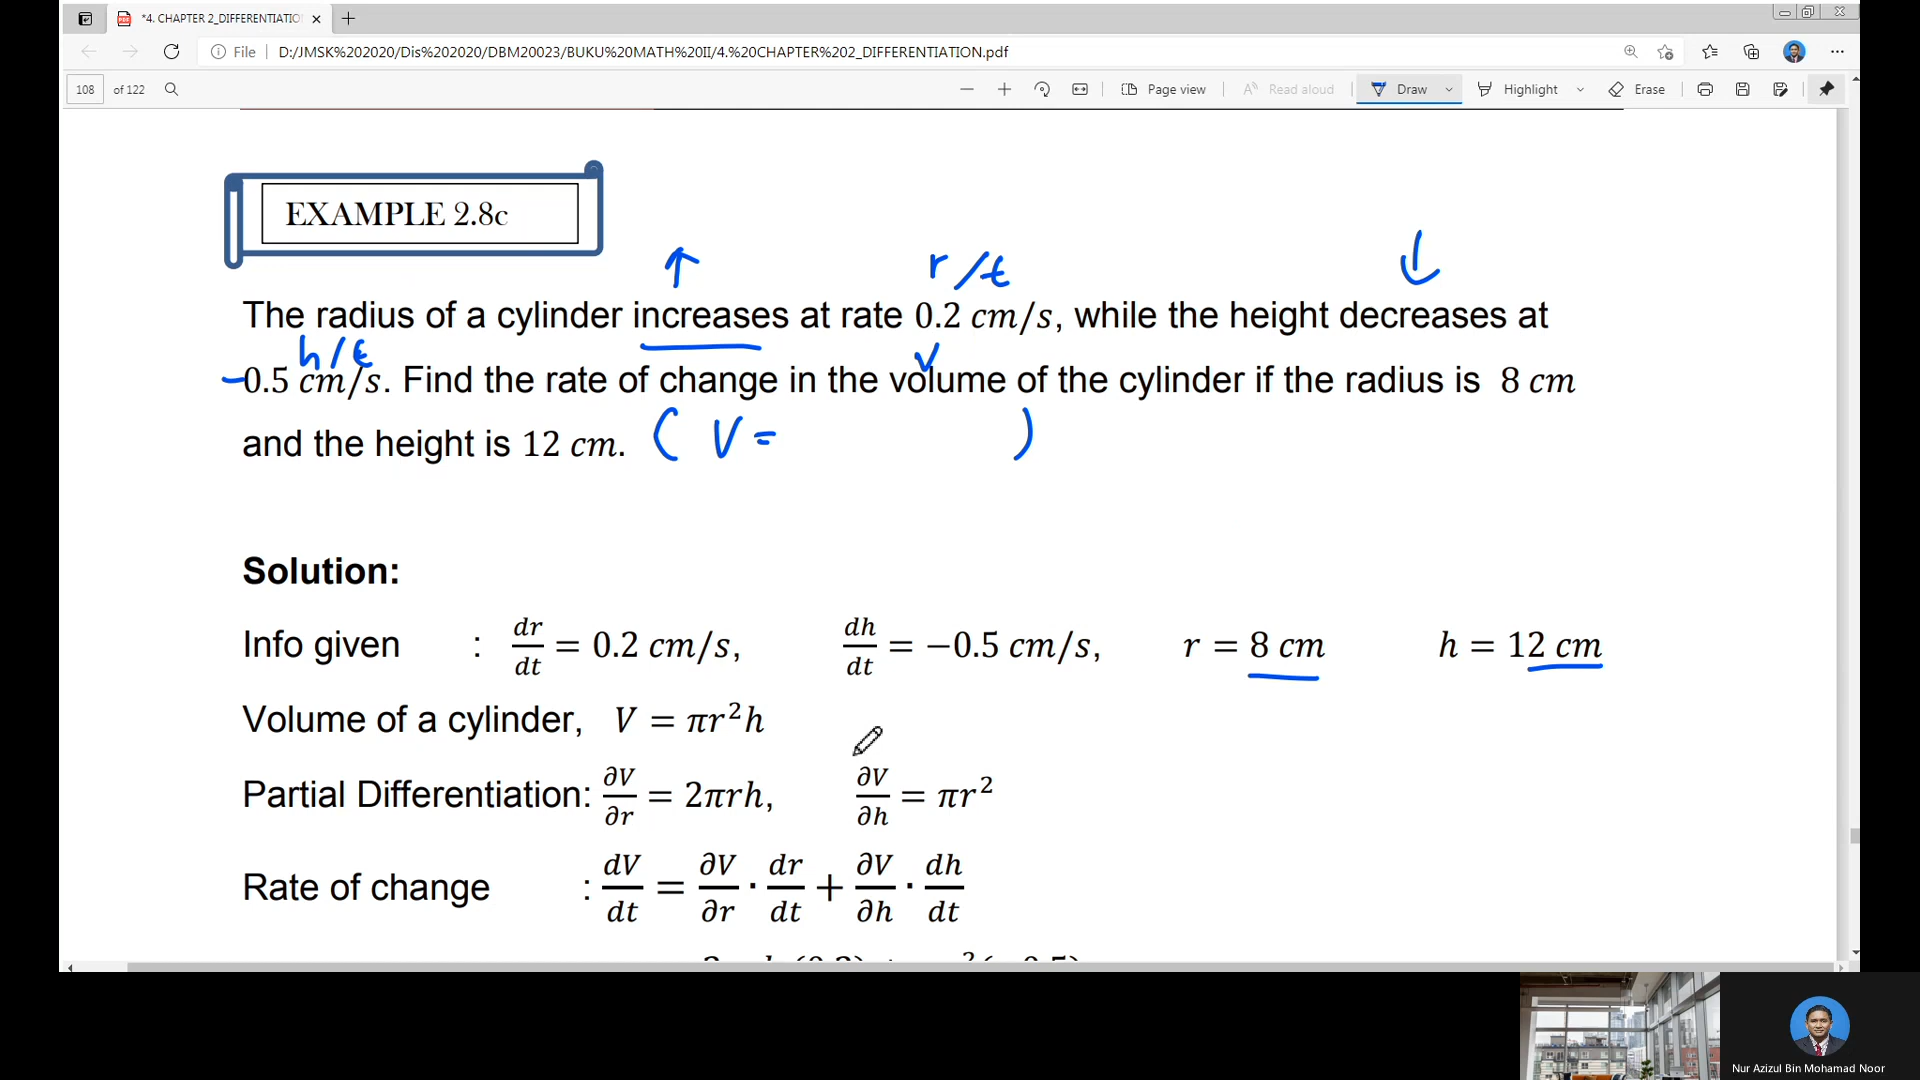 *4. CHAPTER 2_DIFFERENTIATIO
File | D:/JMSK%202020/Dis%202020/DBM20023/BUKU%20MATH%20II/4.%20CHAPTER%202_DIFFERENTIATION.pdf
108 of 122 Page view Read aloud Draw Highlight Erase
EXAMPLE 2.8c
r/t
The radius of a cylinder increases at rate 0.2 cm/s, while the height decreases at
h/t V
-0.5 cm/s. Find the rate of change in the volume of the cylinder if the radius is 8 cm
and the height is 12 cm. ( V = )
Solution:
Info given : dr/dt = 0.2 cm/s, dh/dt = −0.5 cm/s, r = 8 cm h = 12 cm
Volume of a cylinder, V = πr²h
Partial Differentiation: ∂V/∂r = 2πrh, ∂V/∂h = πr²
Rate of change : dV/dt = ∂V/∂r · dr/dt + ∂V/∂h · dh/dt
Nur Azizul Bin Mohamad Noor